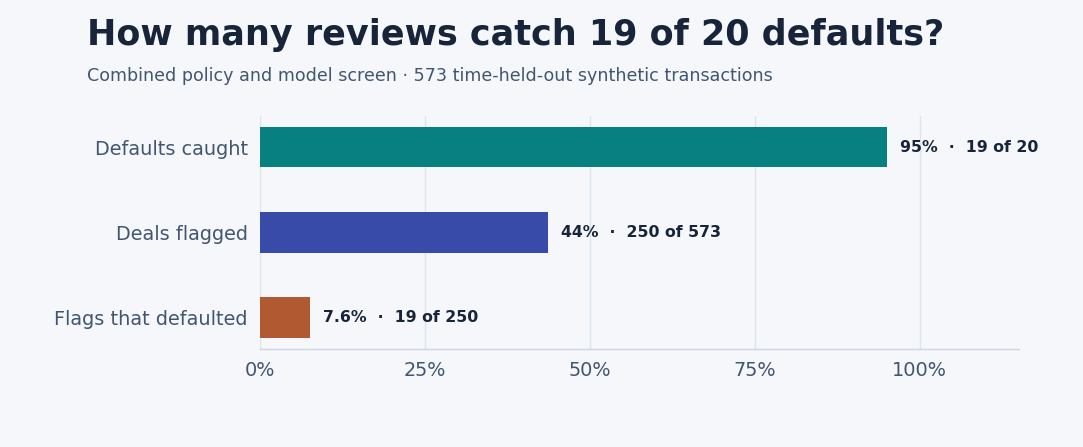 How many reviews catch 19 of 20 defaults?
Combined policy and model screen · 573 time-held-out synthetic transactions
Defaults caught
95% · 19 of 20
Deals flagged
44% · 250 of 573
Flags that defaulted
7.6% · 19 of 250
0% 25% 50% 75% 100%